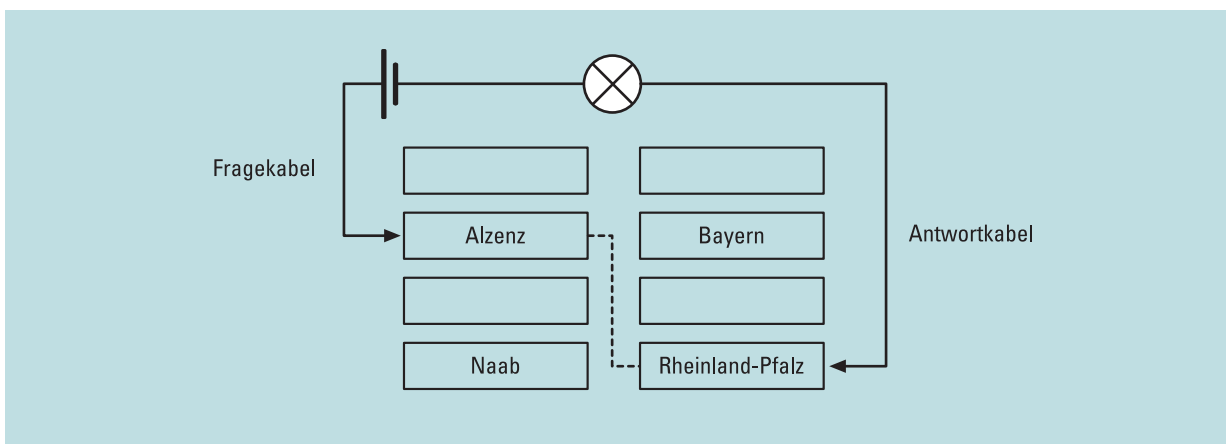 Fragekabel
Alzenz
Bayern
Antwortkabel
Naab
Rheinland-Pfalz